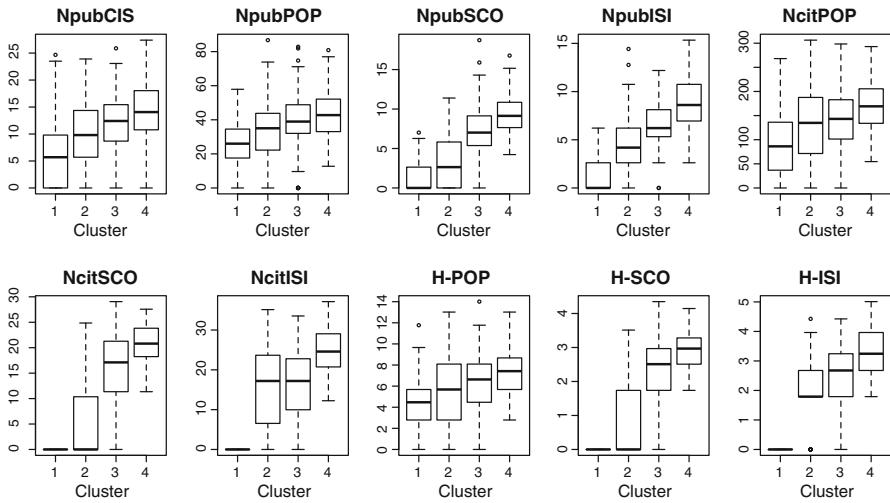 NpubCIS NpubPOP NpubSCO NpubISI NcitPOP
25 20 15 10 5 0
80 60 40 20 0
15 10 5 0
15 10 5 0
300 200 150 100 50 0
1 2 3 4 1 2 3 4 1 2 3 4 1 2 3 4 1 2 3 4
Cluster Cluster Cluster Cluster Cluster
NcitSCO NcitISI H-POP H-SCO H-ISI
30 25 20 15 10 5 0
30 20 10 0
14 12 10 8 6 4 2 0
4 3 2 1 0
5 4 3 2 1 0
1 2 3 4 1 2 3 4 1 2 3 4 1 2 3 4 1 2 3 4
Cluster Cluster Cluster Cluster Cluster